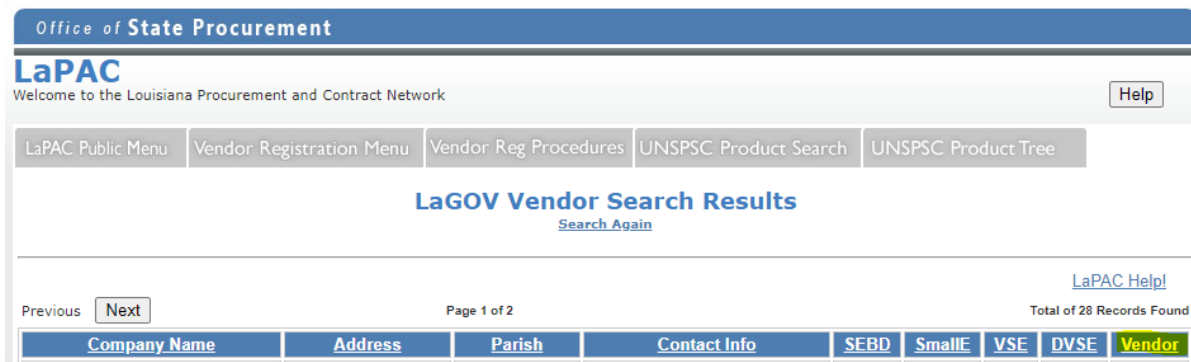 Office of State Procurement
LaPAC
Welcome to the Louisiana Procurement and Contract Network
Help
LaPAC Public Menu Vendor Registration Menu Vendor Reg Procedures UNSPSC Product Search UNSPSC Product Tree
LaGOV Vendor Search Results
Search Again
LaPAC Help!
Previous Next Page 1 of 2 Total of 28 Records Found
Company Name Address Parish Contact Info SEBD SmallE VSE DVSE Vendor